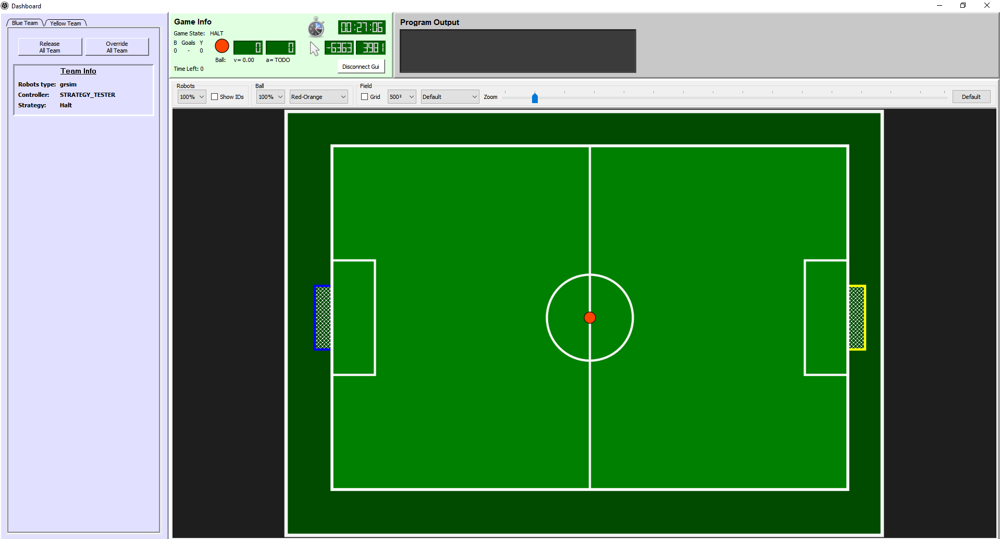 Dashboard
Blue Team
Yellow Team
Release
All Team
Override
All Team
Team Info
Robots type: grsim
Controller: STRATEGY_TESTER
Strategy: Halt
Game Info
Game State: HALT
B Goals Y
0 - 0
Time Left: 0
0 0
Ball: v= 0.00 a= TODO
00:27:06
-6363 3981
Disconnect Gui
Program Output
Robots
100%
Show IDs
Ball
100%
Red-Orange
Field
Grid
500²
Default
Zoom
Default